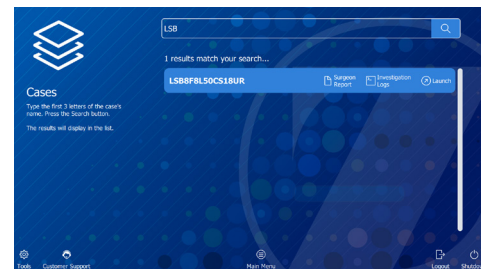 LSB
1 results match your search...
LSB8F8L50CS18UR
Surgeon Report
Investigation Logs
Launch
Cases
Type the first 3 letters of the case's
name. Press the Search button.
The results will display in the list.
Tools
Customer Support
Main Menu
Logout
Shutdo